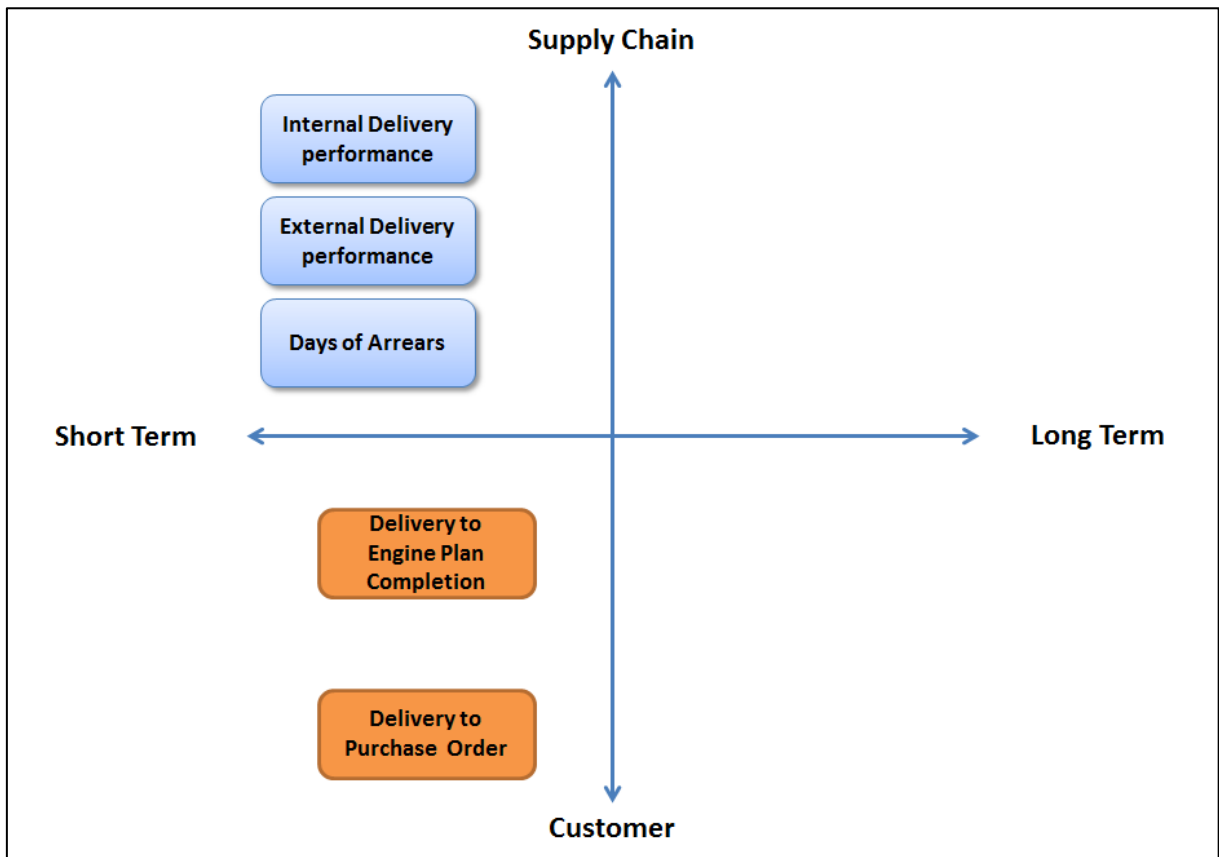 Supply Chain
Internal Delivery
performance
External Delivery
performance
Days of Arrears
Short Term
Long Term
Delivery to
Engine Plan
Completion
Delivery to
Purchase Order
Customer